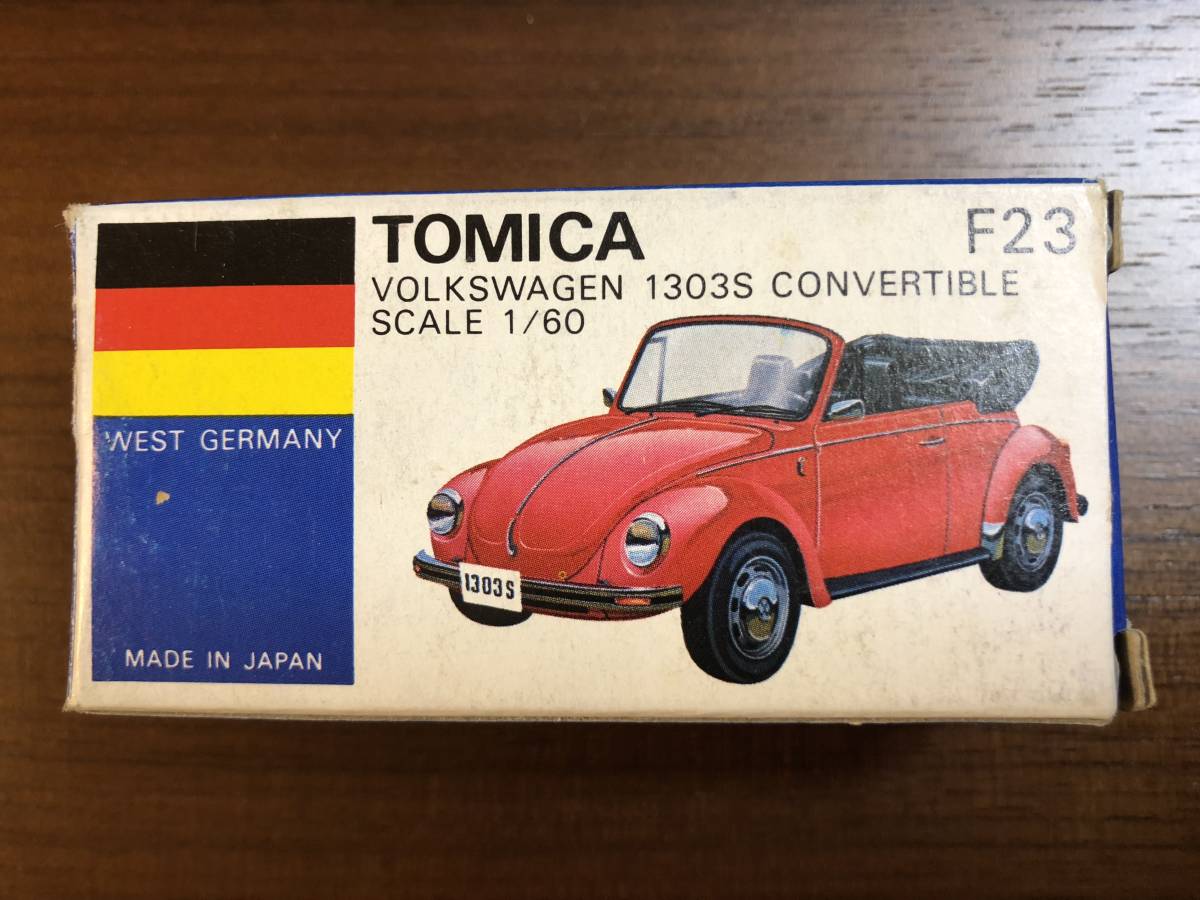 TOMICA
F23
VOLKSWAGEN 1303S CONVERTIBLE
SCALE 1/60
WEST GERMANY
1303S
MADE IN JAPAN